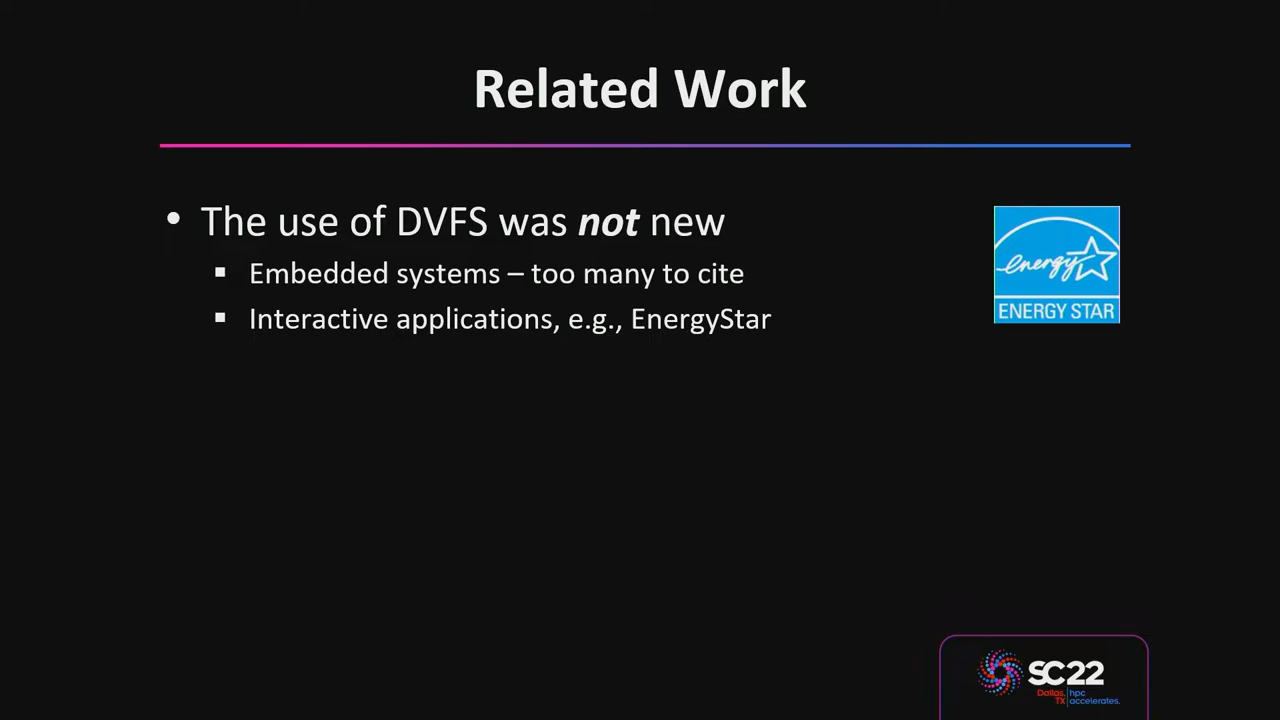 Related Work
• The use of DVFS was not new
▪ Embedded systems – too many to cite
▪ Interactive applications, e.g., EnergyStar
energy
ENERGY STAR
SC22
Dallas, TX | hpc accelerates.